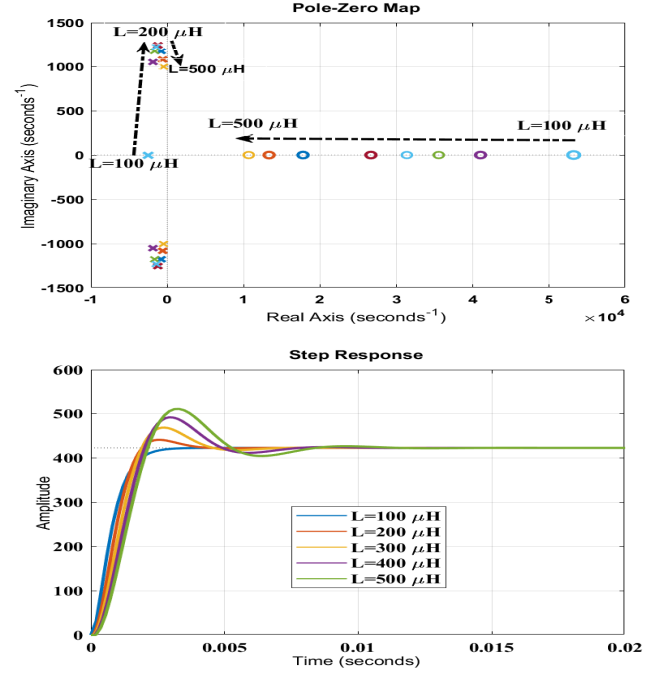 Pole-Zero Map
1500
1000
500
0
-500
-1000
-1500
Imaginary Axis (seconds-1)
L=200 μH
L=500 μH
L=100 μH
L=500 μH
L=100 μH
-1 0 1 2 3 4 5 6
Real Axis (seconds-1)
×10 4
Step Response
600
500
400
300
200
100
0
Amplitude
L=100 μH
L=200 μH
L=300 μH
L=400 μH
L=500 μH
0 0.005 0.01 0.015 0.02
Time (seconds)